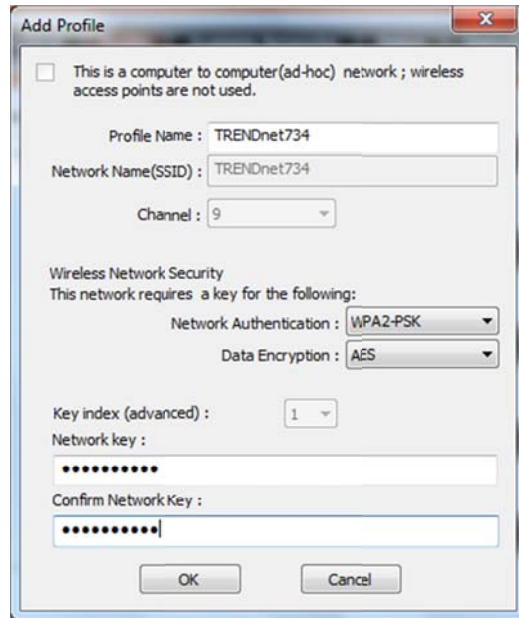 Add Profile
This is a computer to computer(ad-hoc) network ; wireless
access points are not used.
Profile Name : TRENDnet734
Network Name(SSID) : TRENDnet734
Channel : 9
Wireless Network Security
This network requires a key for the following:
Network Authentication : WPA2-PSK
Data Encryption : AES
Key index (advanced) : 1
Network key :
••••••••••
Confirm Network Key :
••••••••••
OK Cancel